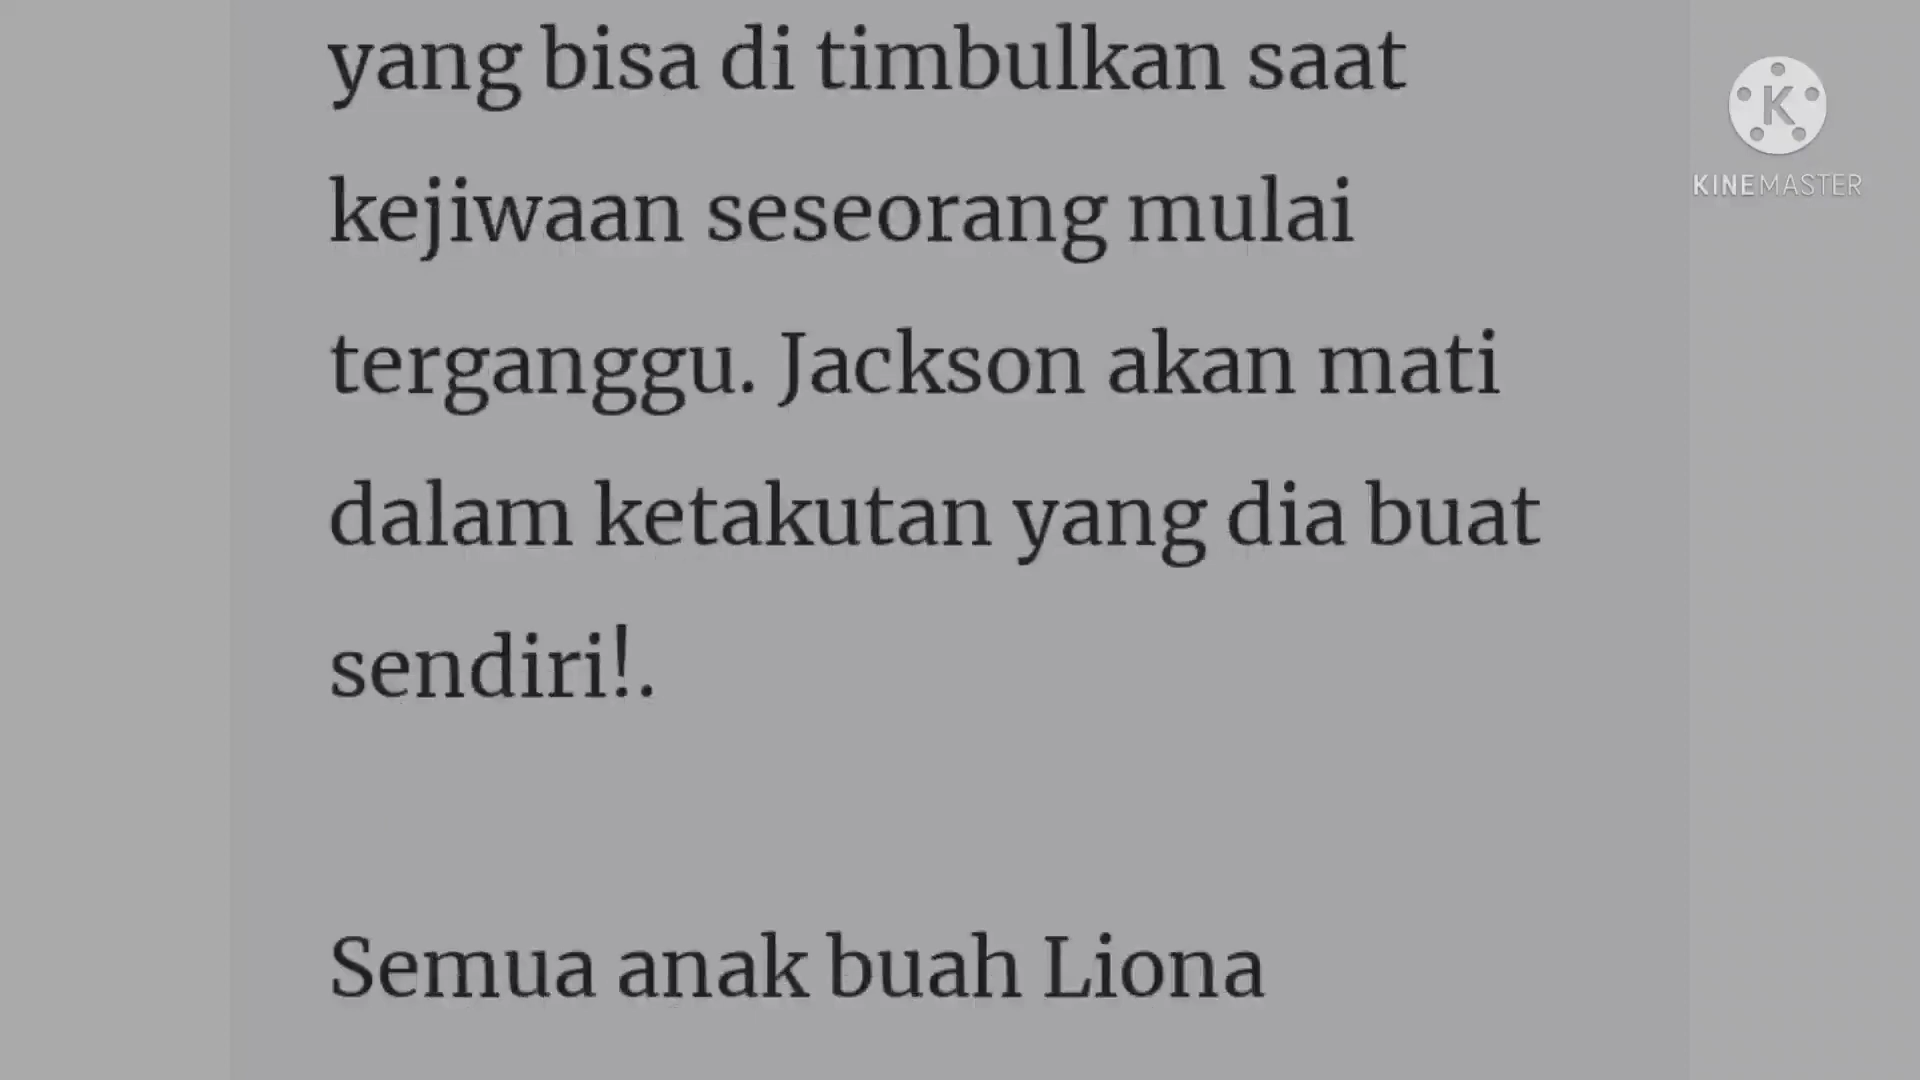 yang bisa di timbulkan saat
kejiwaan seseorang mulai
terganggu. Jackson akan mati
dalam ketakutan yang dia buat
sendiri!.
Semua anak buah Liona
K
KINEMASTER